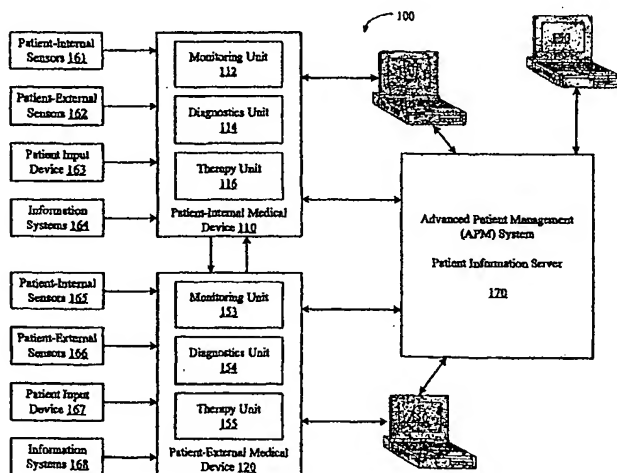 100
Patient-Internal
Sensors 161
Patient-External
Sensors 162
Patient Input
Device 163
Information
Systems 164
Monitoring Unit
112
Diagnostics Unit
114
Therapy Unit
116
Patient-Internal Medical
Device 110
Patient-Internal
Sensors 165
Patient-External
Sensors 166
Patient Input
Device 167
Information
Systems 168
Monitoring Unit
153
Diagnostics Unit
154
Therapy Unit
155
Patient-External Medical
Device 120
Advanced Patient Management
(APM) System
Patient Information Server
170